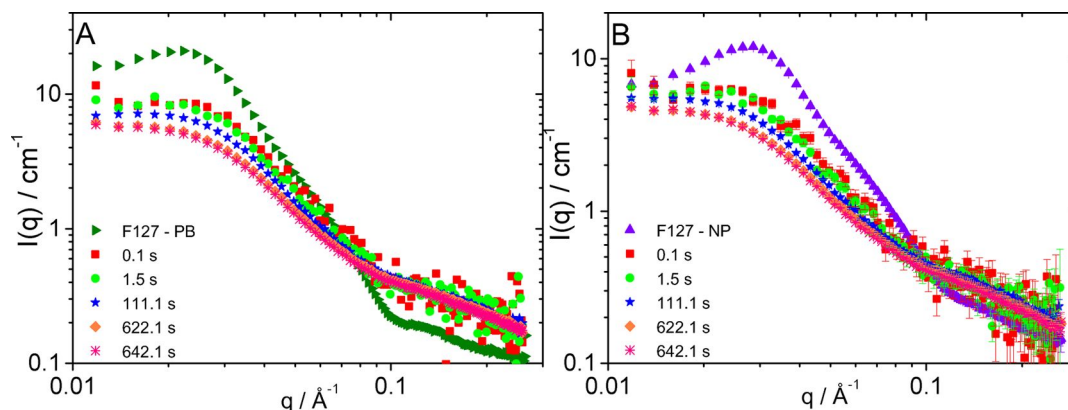 A
I(q) / cm-1
10
1
0.1
F127 - PB
0.1 s
1.5 s
111.1 s
622.1 s
642.1 s
0.01
0.1
q / Å-1
B
I(q) / cm-1
10
1
0.1
F127 - NP
0.1 s
1.5 s
111.1 s
622.1 s
642.1 s
0.01
0.1
q / Å-1